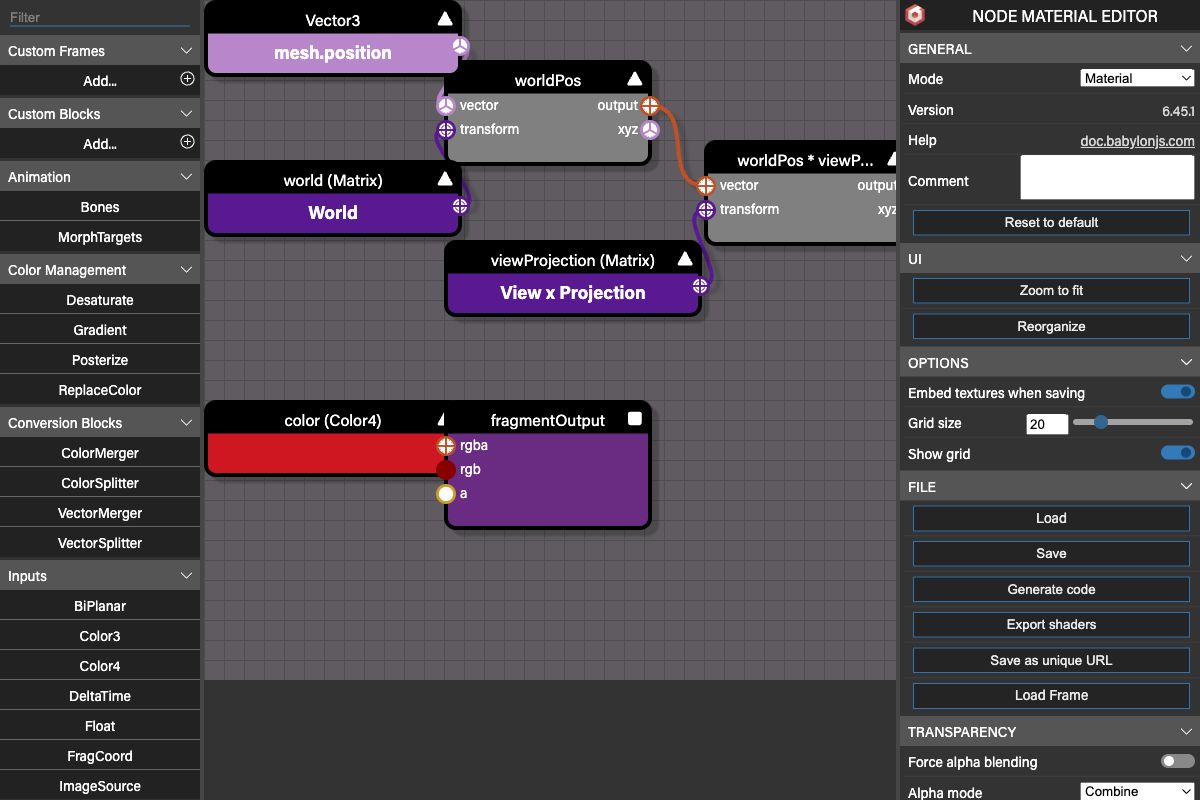 Filter
Custom Frames
Add...
Custom Blocks
Add...
Animation
Bones
MorphTargets
Color Management
Desaturate
Gradient
Posterize
ReplaceColor
Conversion Blocks
ColorMerger
ColorSplitter
VectorMerger
VectorSplitter
Inputs
BiPlanar
Color3
Color4
DeltaTime
Float
FragCoord
ImageSource
Vector3
mesh.position
worldPos
vector output
transform xyz
world (Matrix)
World
worldPos * viewP...
vector output
transform xyz
viewProjection (Matrix)
View x Projection
color (Color4)
fragmentOutput
rgba
rgb
a
NODE MATERIAL EDITOR
GENERAL
Mode Material
Version 6.45.1
Help doc.babylonjs.com
Comment
Reset to default
UI
Zoom to fit
Reorganize
OPTIONS
Embed textures when saving
Grid size 20
Show grid
FILE
Load
Save
Generate code
Export shaders
Save as unique URL
Load Frame
TRANSPARENCY
Force alpha blending
Alpha mode Combine